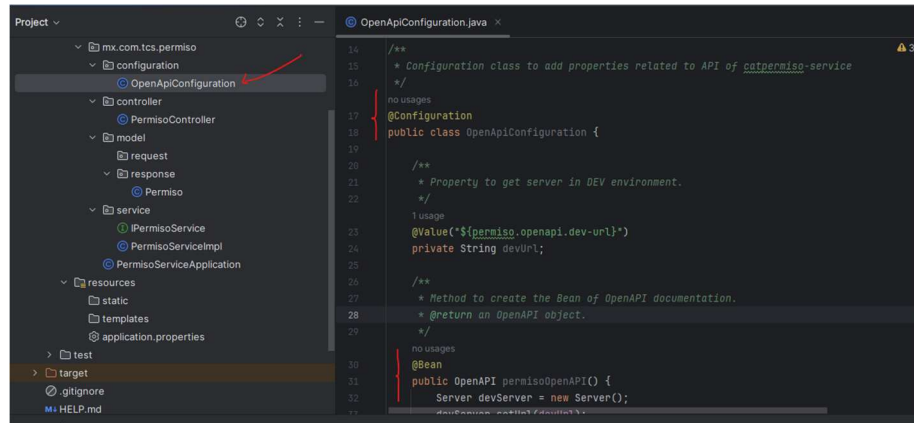 Project
mx.com.tcs.permiso
configuration
OpenApiConfiguration
controller
PermisoController
model
request
response
Permiso
service
IPermisoService
PermisoServiceImpl
PermisoServiceApplication
resources
static
templates
application.properties
test
target
.gitignore
M↓ HELP.md
OpenApiConfiguration.java
3
14 /**
15 * Configuration class to add properties related to API of catpermiso-service
16 */
no usages
17 @Configuration
18 public class OpenApiConfiguration {
19
20 /**
21 * Property to get server in DEV environment.
22 */
1 usage
23 @Value("${permiso.openapi.dev-url}")
24 private String devUrl;
25
26 /**
27 * Method to create the Bean of OpenAPI documentation.
28 * @return an OpenAPI object.
29 */
no usages
30 @Bean
31 public OpenAPI permisoOpenAPI() {
32 Server devServer = new Server();
33 devServer.setUrl(devUrl);